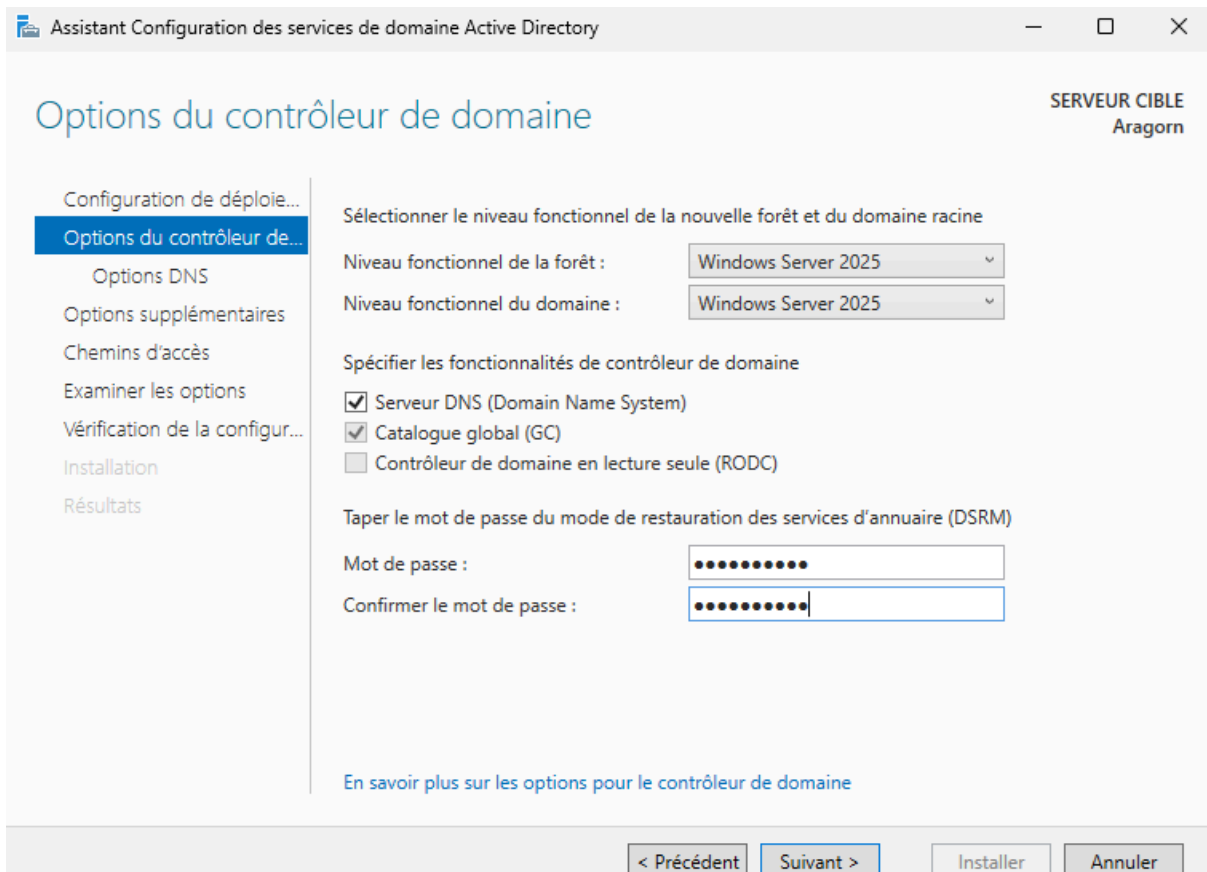 Assistant Configuration des services de domaine Active Directory
Options du contrôleur de domaine
SERVEUR CIBLE
Aragorn
Configuration de déploie...
Options du contrôleur de...
Options DNS
Options supplémentaires
Chemins d'accès
Examiner les options
Vérification de la configur...
Installation
Résultats
Sélectionner le niveau fonctionnel de la nouvelle forêt et du domaine racine
Niveau fonctionnel de la forêt : Windows Server 2025
Niveau fonctionnel du domaine : Windows Server 2025
Spécifier les fonctionnalités de contrôleur de domaine
Serveur DNS (Domain Name System)
Catalogue global (GC)
Contrôleur de domaine en lecture seule (RODC)
Taper le mot de passe du mode de restauration des services d'annuaire (DSRM)
Mot de passe : ●●●●●●●●●●
Confirmer le mot de passe : ●●●●●●●●●●
En savoir plus sur les options pour le contrôleur de domaine
< Précédent Suivant > Installer Annuler